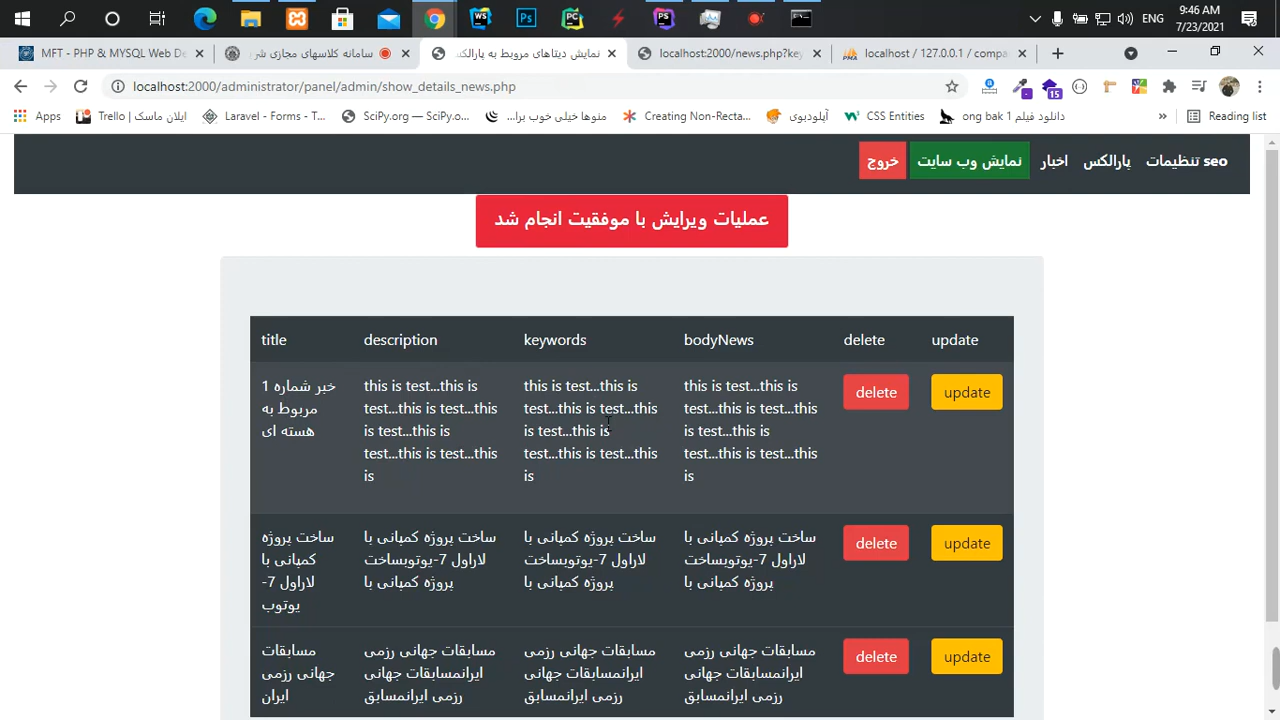 ENG
9:46 AM
7/23/2021
MFT - PHP & MYSQL Web De
سامانه کلاسهای مجازی شر
نمایش دیتاهای مربوط به پارالک
localhost:2000/news.php?key
localhost / 127.0.0.1 / compa
localhost:2000/administrator/panel/admin/show_details_news.php
15
Apps
ایلان ماسک | Trello
Laravel - Forms - T...
SciPy.org — SciPy.o...
منوها خیلی خوب برا...
Creating Non-Recta...
آپلودبوی
CSS Entities
دانلود فیلم ong bak 1
»
Reading list
seo تنظیمات
پارالکس
اخبار
نمایش وب سایت
خروج
عملیات ویرایش با موفقیت انجام شد
title description keywords bodyNews delete update
خبر شماره 1
مربوط به
هسته ای
this is test...this is
test...this is test...this
is test...this is
test...this is test...this
is
this is test...this is
test...this is test...this
is test...this is
test...this is test...this
is
this is test...this is
test...this is test...this
is test...this is
test...this is test...this
is
delete
update
ساخت پروژه
کمپانی با
لاراول 7-
یوتوب
ساخت پروژه کمپانی با
لاراول 7-یوتوبساخت
پروژه کمپانی با
ساخت پروژه کمپانی با
لاراول 7-یوتوبساخت
پروژه کمپانی با
ساخت پروژه کمپانی با
لاراول 7-یوتوبساخت
پروژه کمپانی با
delete
update
مسابقات
جهانی رزمی
ایران
مسابقات جهانی رزمی
ایرانمسابقات جهانی
رزمی ایرانمسابق
مسابقات جهانی رزمی
ایرانمسابقات جهانی
رزمی ایرانمسابق
مسابقات جهانی رزمی
ایرانمسابقات جهانی
رزمی ایرانمسابق
delete
update